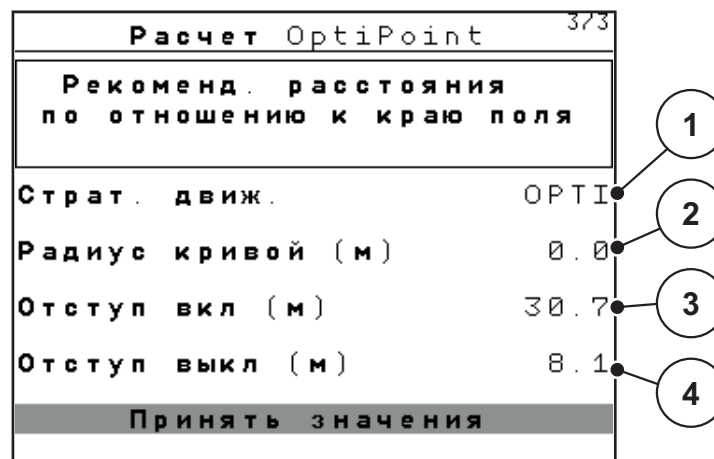 Расчет OptiPoint 3/3
Рекоменд. расстояния
по отношению к краю поля
Страт. движ. OPTI 1
Радиус кривой (м) 0.0 2
Отступ вкл (м) 30.7 3
Отступ выкл (м) 8.1 4
Принять значения